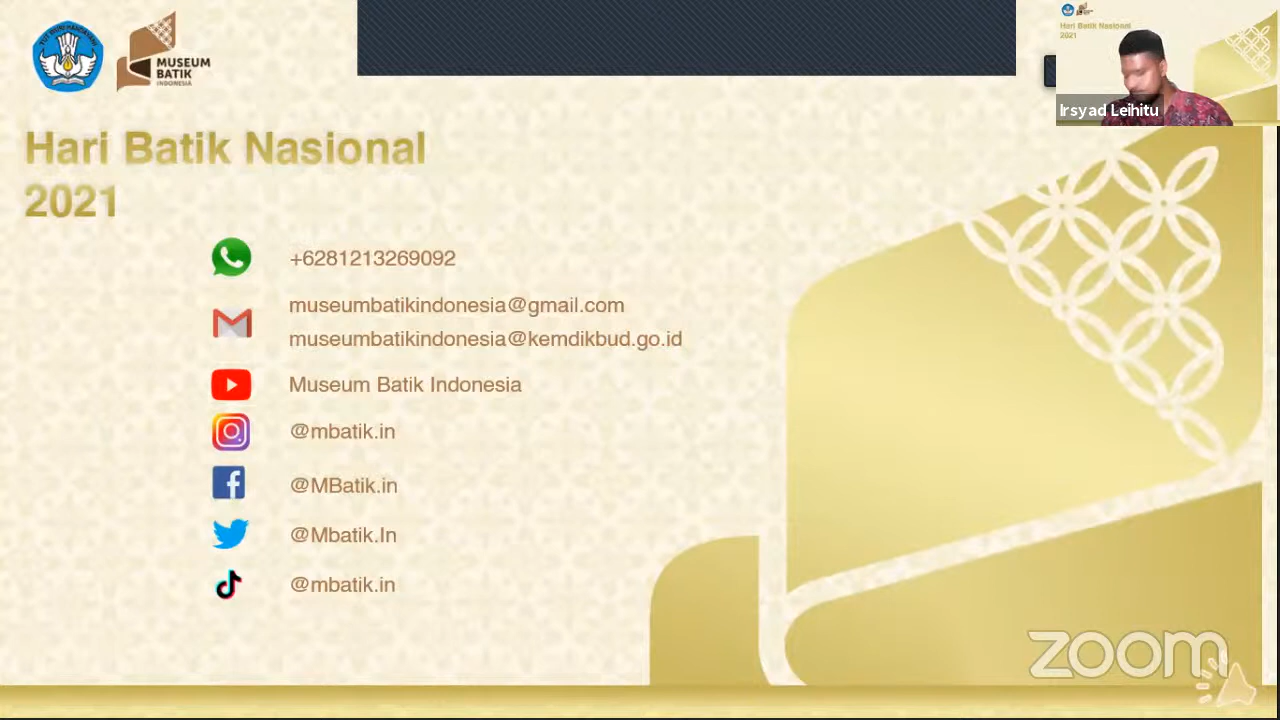 MUSEUM
BATIK
INDONESIA
Hari Batik Nasional
2021
Hari Batik Nasional
2021
Irsyad Leihitu
+6281213269092
museumbatikindonesia@gmail.com
museumbatikindonesia@kemdikbud.go.id
Museum Batik Indonesia
@mbatik.in
@MBatik.in
@Mbatik.In
@mbatik.in
zoom